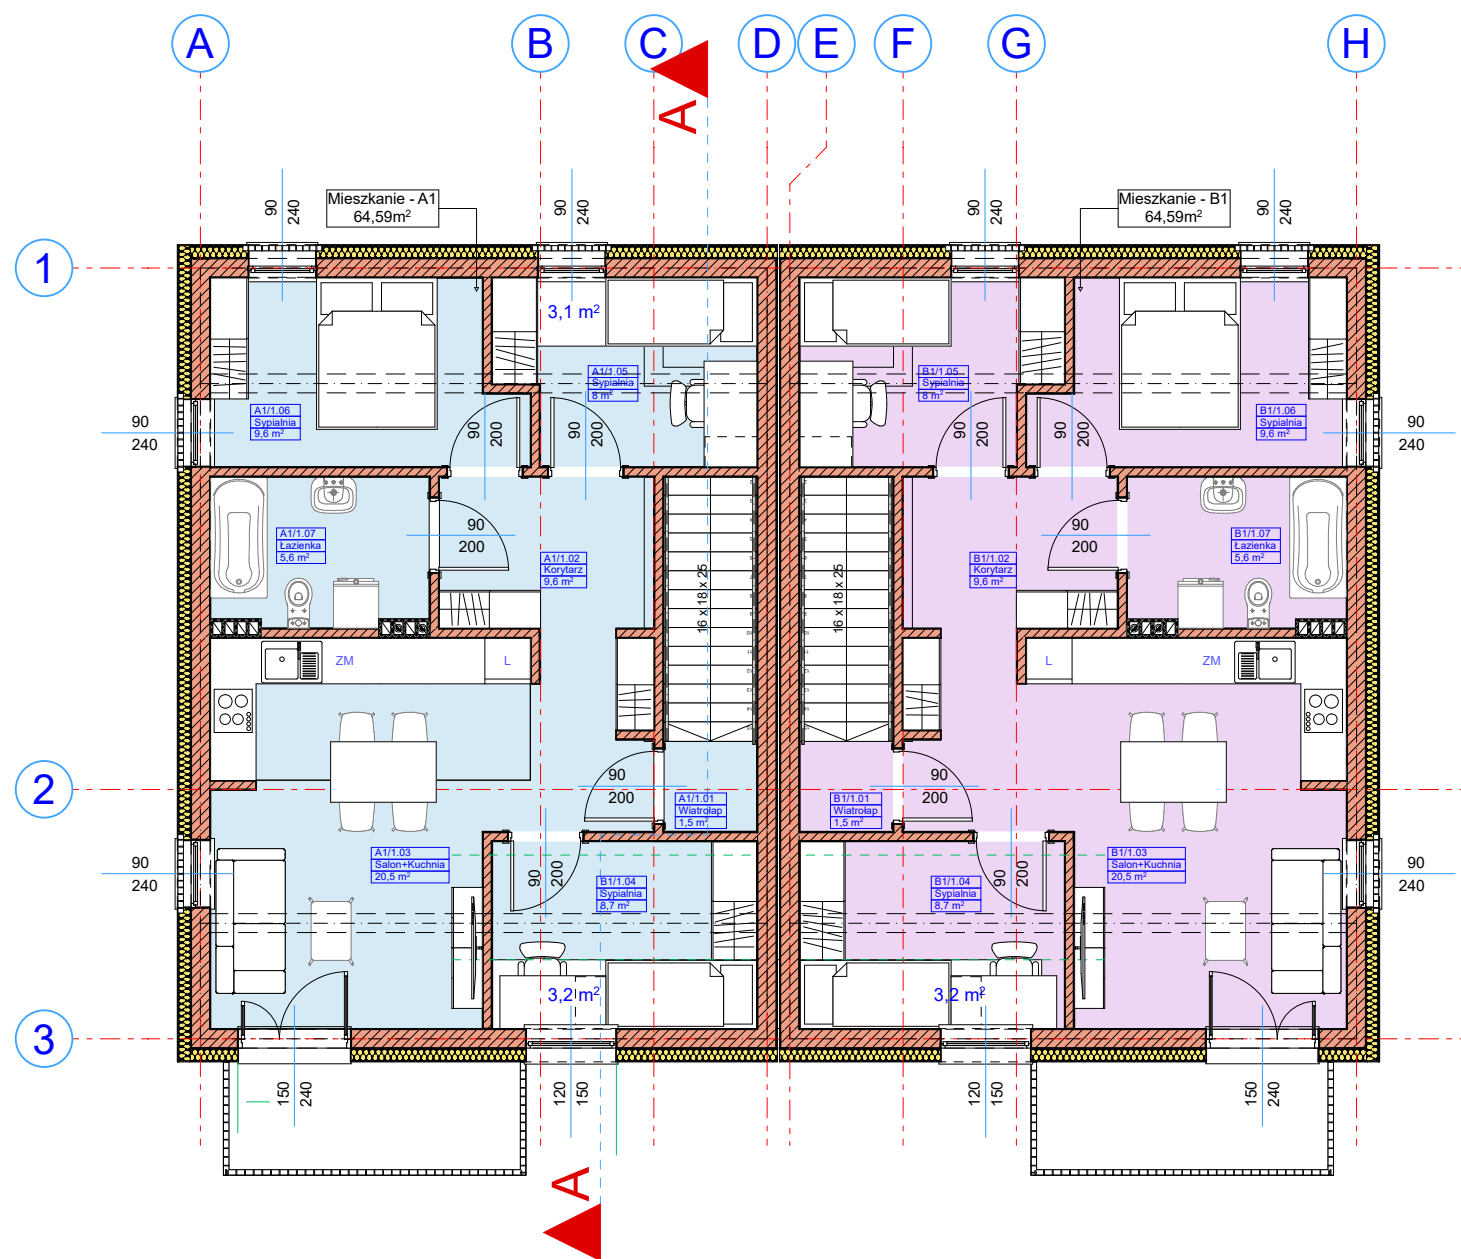 A B C D E F G H
A
90
240
Mieszkanie - A1
64,59m²
90
240
90
240
Mieszkanie - B1
64,59m²
90
240
1
3,1 m²
A1/1.05
Sypialnia
8 m²
B1/1.05
Sypialnia
8 m²
A1/1.06
Sypialnia
9,6 m²
B1/1.06
Sypialnia
9,6 m²
90
240
90
200
90
200
90
200
90
200
90
240
A1/1.07
Łazienka
5,6 m²
90
200
A1/1.02
Korytarz
9,6 m²
16 x 18 x 25
16 x 18 x 25
B1/1.02
Korytarz
9,6 m²
90
200
B1/1.07
Łazienka
5,6 m²
ZM
L
L
ZM
2
90
200
A1/1.01
Wiatrołap
1,5 m²
B1/1.01
Wiatrołap
1,5 m²
90
200
90
240
A1/1.03
Salon+Kuchnia
20,5 m²
90
200
B1/1.04
Sypialnia
8,7 m²
B1/1.04
Sypialnia
8,7 m²
90
200
B1/1.03
Salon+Kuchnia
20,5 m²
90
240
3,2 m²
3,2 m²
3
150
240
120
150
120
150
150
240
A